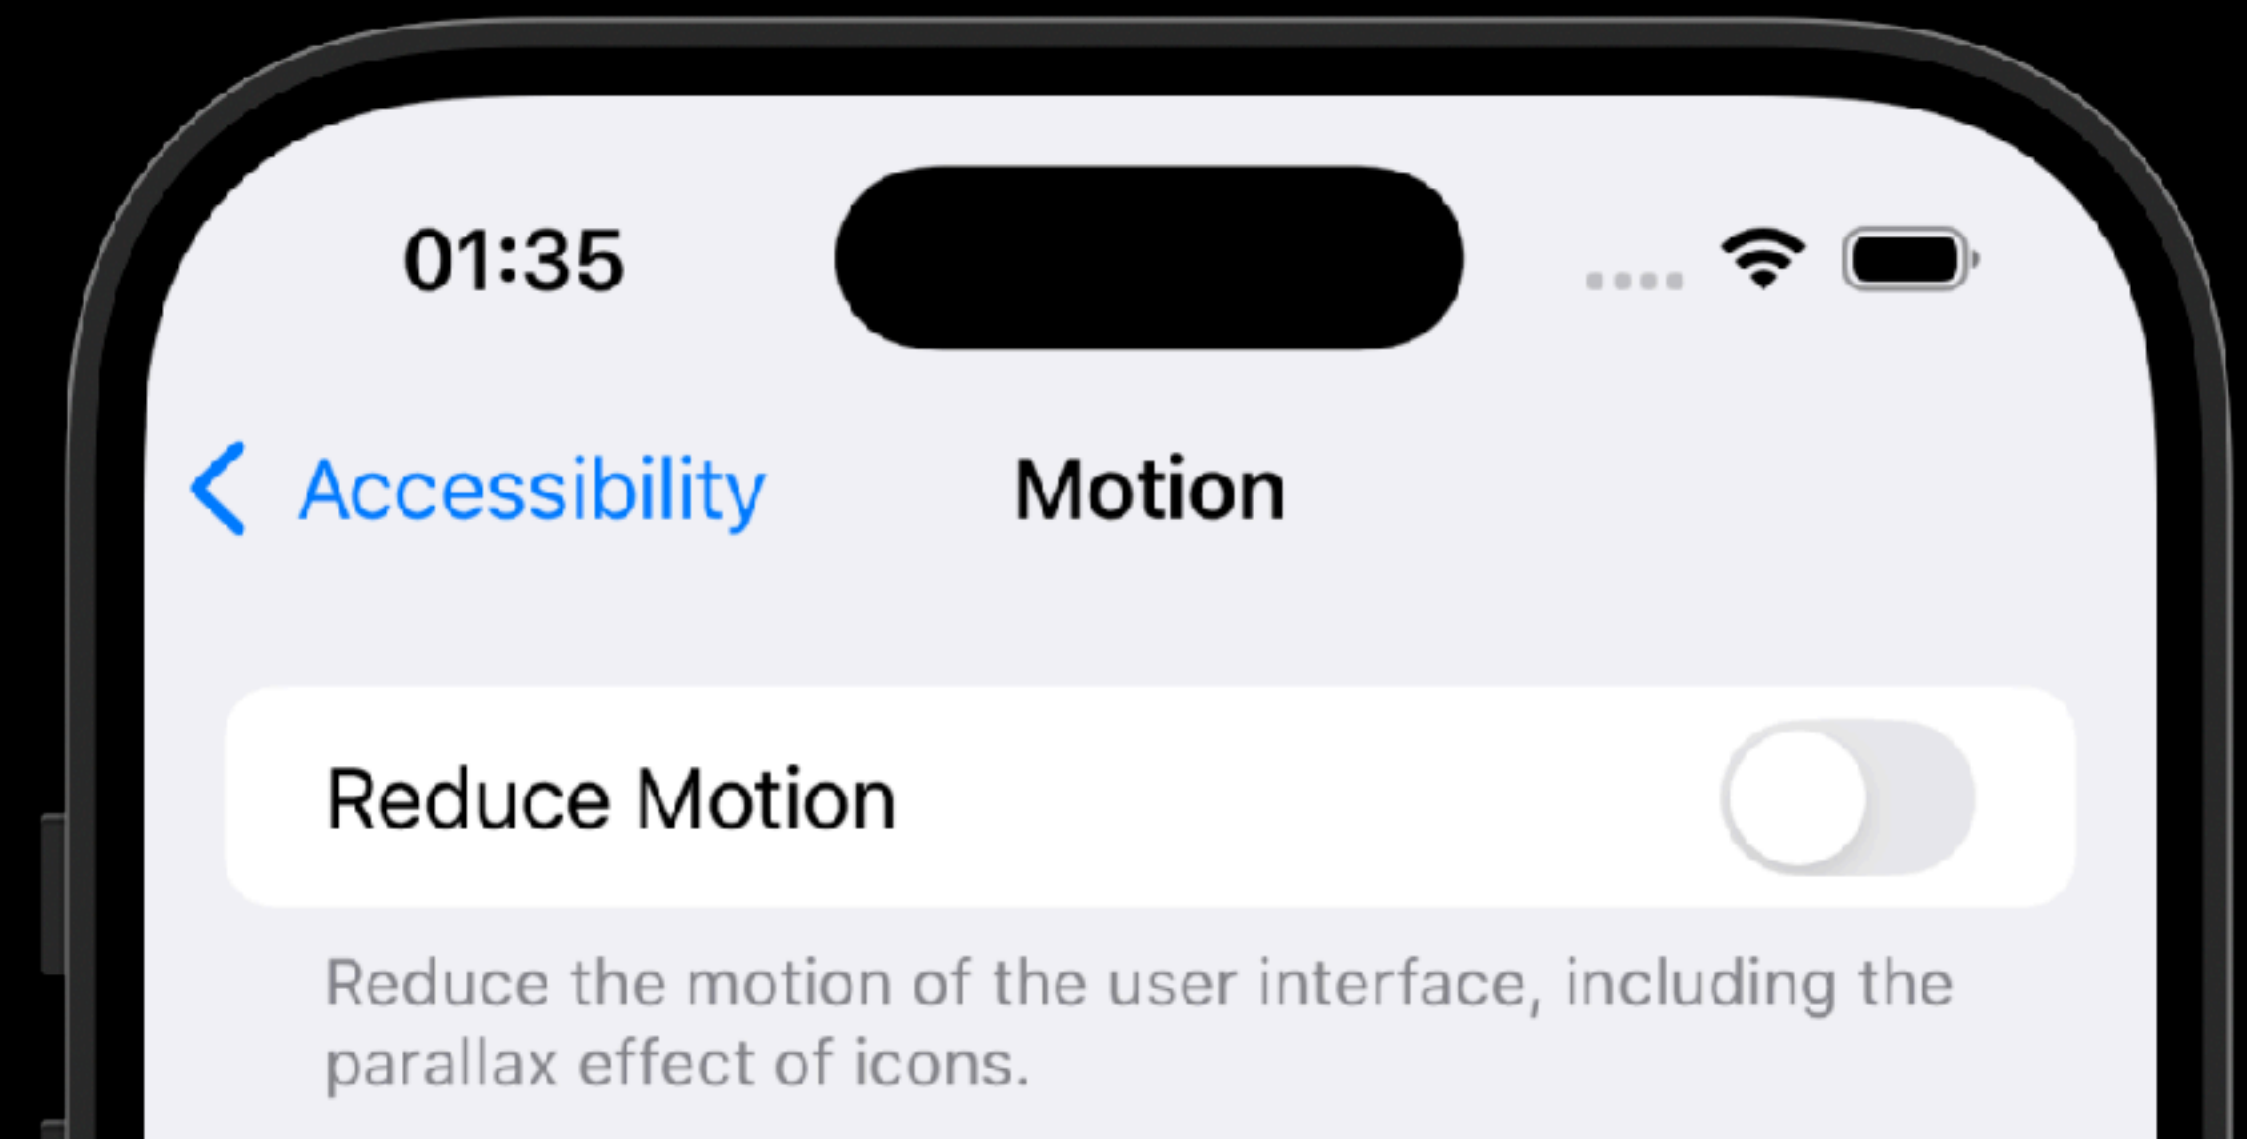 01:35
Accessibility
Motion
Reduce Motion
Reduce the motion of the user interface, including the
parallax effect of icons.